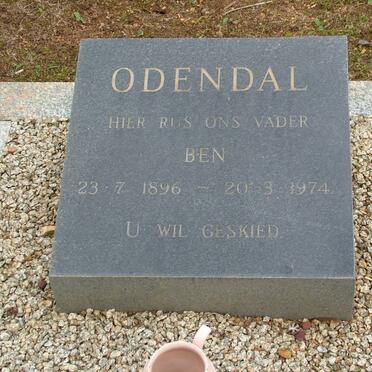 ODENDAL
HIER RUS ONS VADER
BEN
23·7·1896 ~ 20·3·1974
U WIL GESKIED